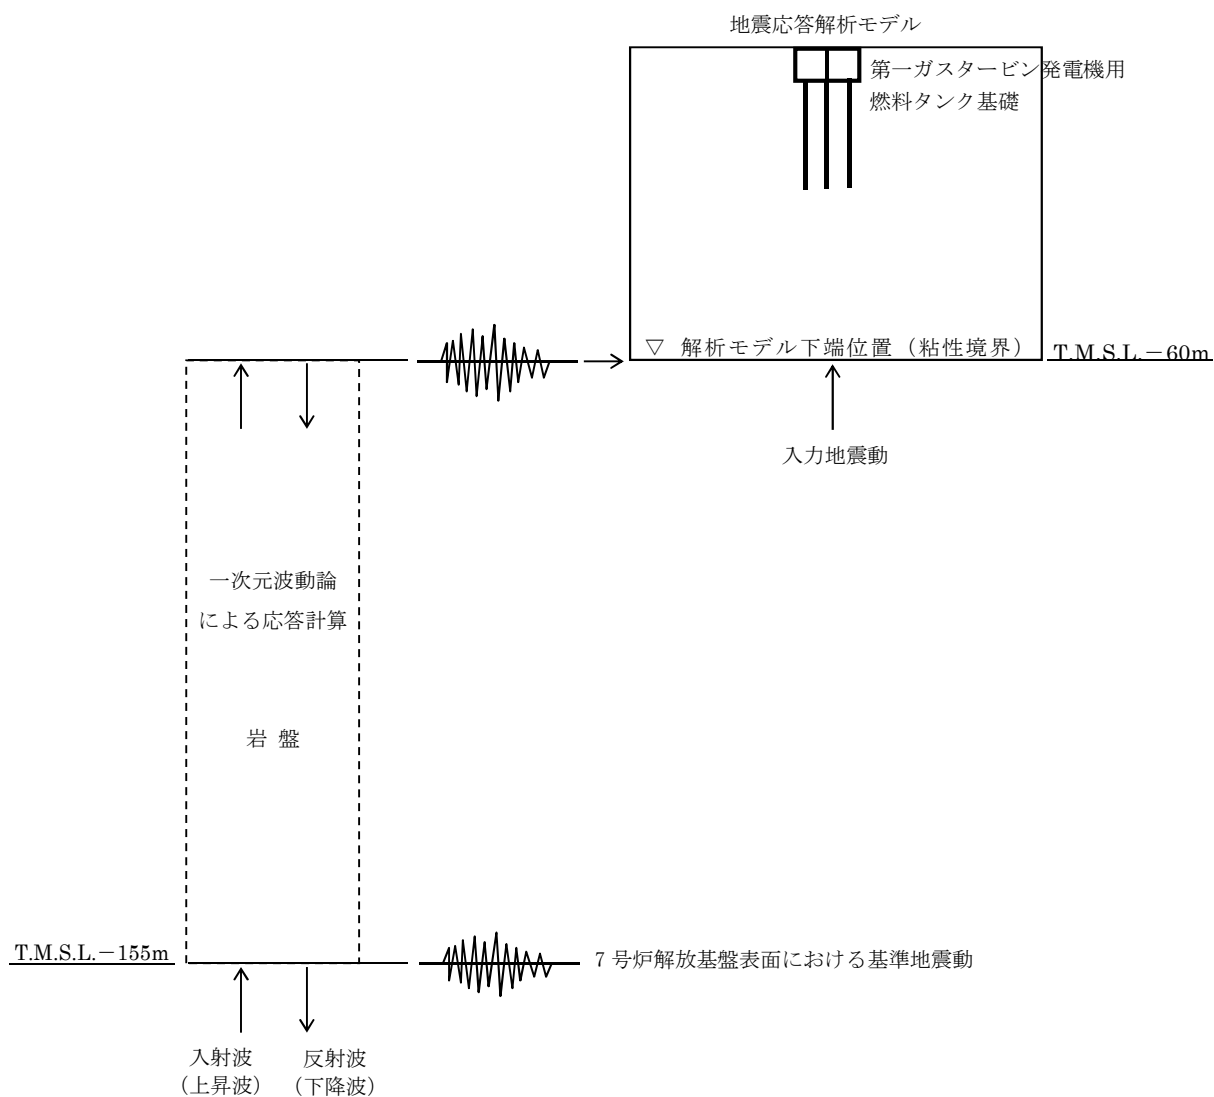 地震応答解析モデル
第一ガスタービン発電機用
燃料タンク基礎
▽ 解析モデル下端位置（粘性境界）
T.M.S.L.－60m
入力地震動
一次元波動論
による応答計算
岩 盤
T.M.S.L.－155m
7 号炉解放基盤表面における基準地震動
入射波
（上昇波）
反射波
（下降波）